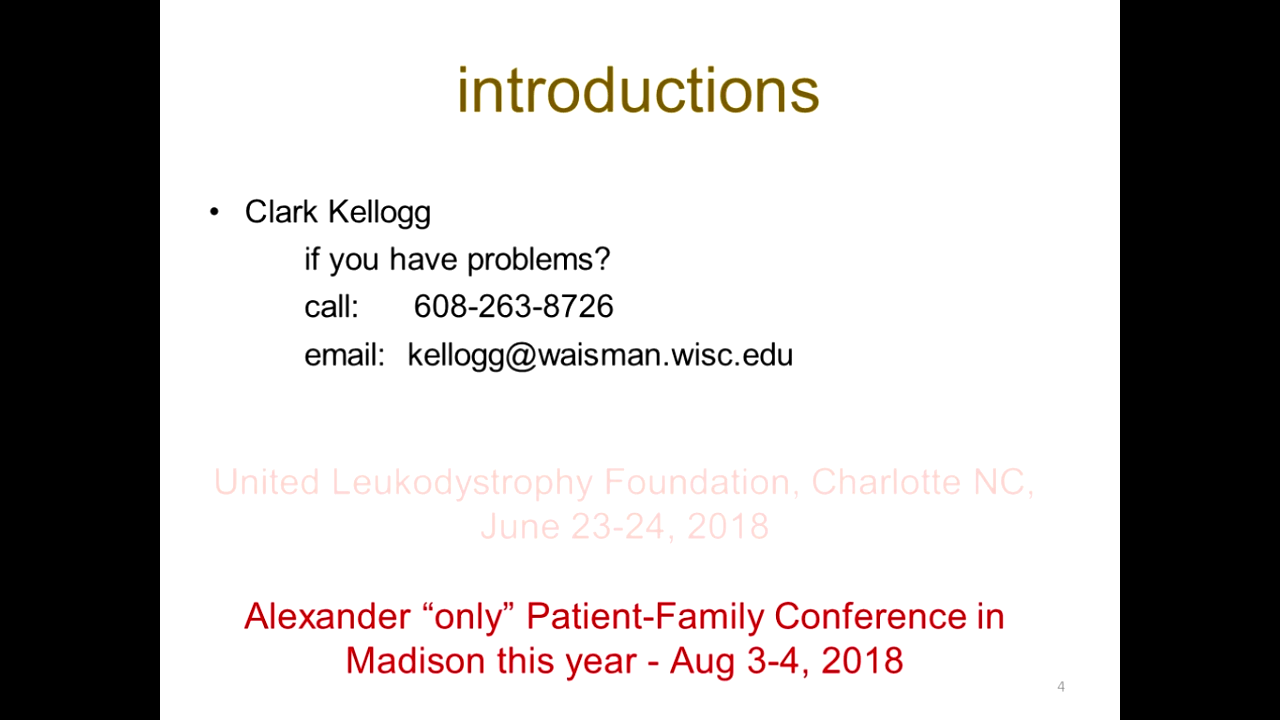 introductions
• Clark Kellogg
if you have problems?
call: 608-263-8726
email: kellogg@waisman.wisc.edu
United Leukodystrophy Foundation, Charlotte NC,
June 23-24, 2018
Alexander “only” Patient-Family Conference in
Madison this year - Aug 3-4, 2018
4